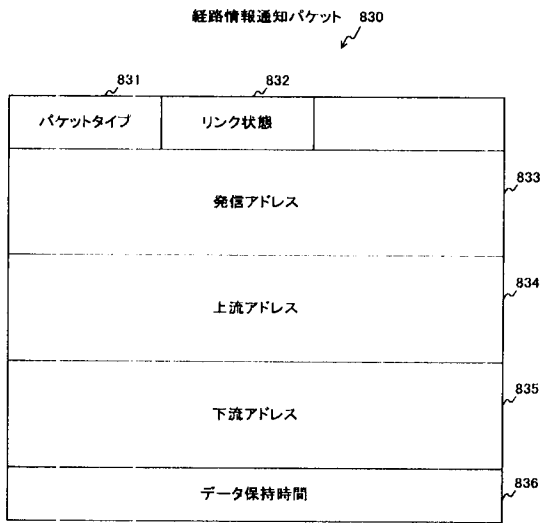 経路情報通知パケット 830
831 832
パケットタイプ リンク状態
833
発信アドレス
834
上流アドレス
835
下流アドレス
836
データ保持時間